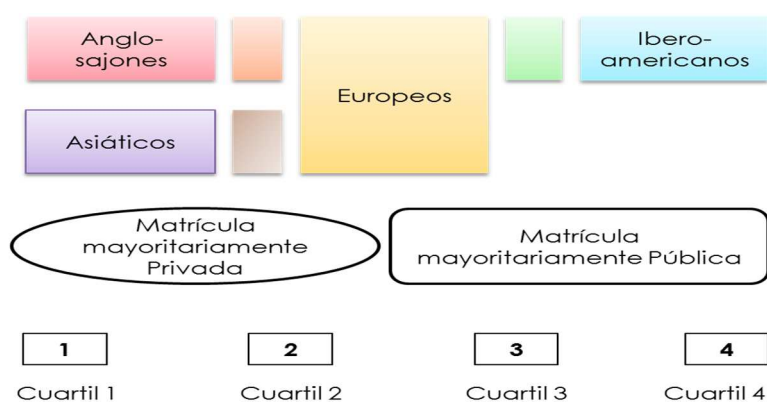 Anglo-
sajones
Ibero-
americanos
Europeos
Asiáticos
Matrícula
mayoritariamente
Privada
Matrícula
mayoritariamente Pública
1
2
3
4
Cuartil 1
Cuartil 2
Cuartil 3
Cuartil 4